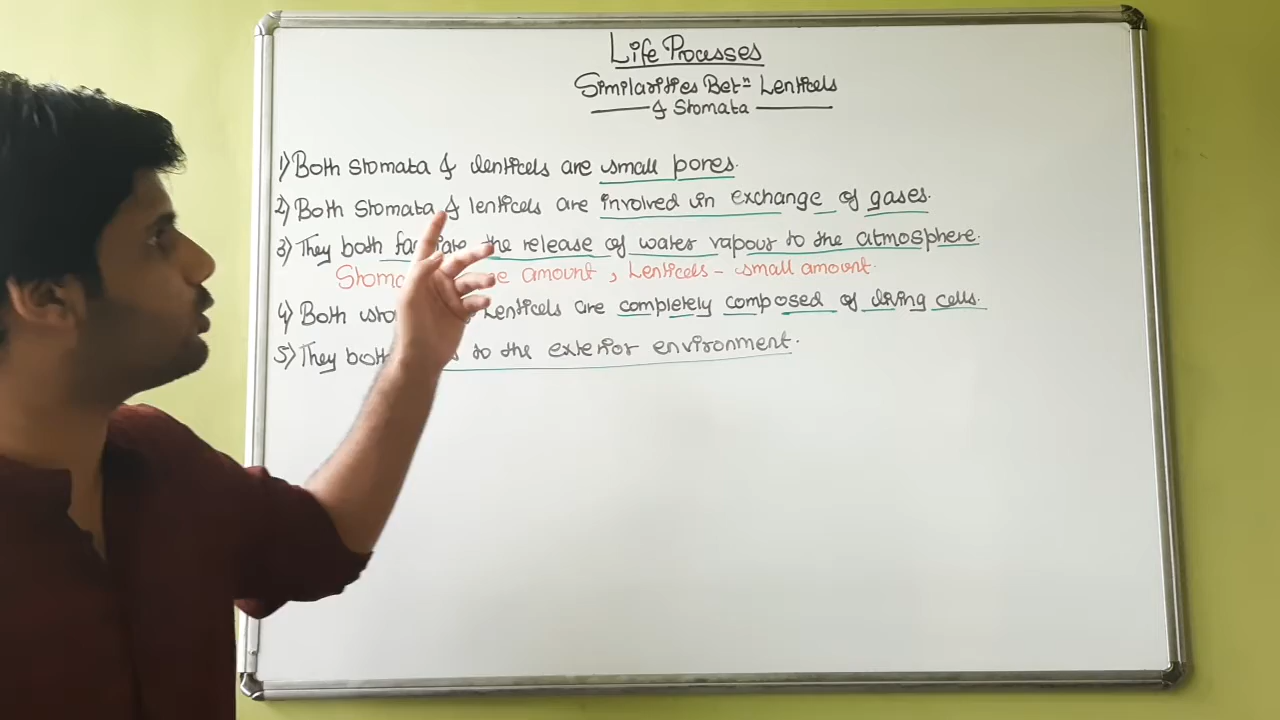 Life Processes
Similarities Betⁿ Lenticels
& Stomata
1) Both stomata & lenticels are small pores.
2) Both Stomata & lenticels are involved in exchange of gases.
3) They both the release of water vapour to the atmosphere.
amount, Lenticels - small amount.
4) Both lenticels are completely composed of living cells.
5) They both to the exterior environment.